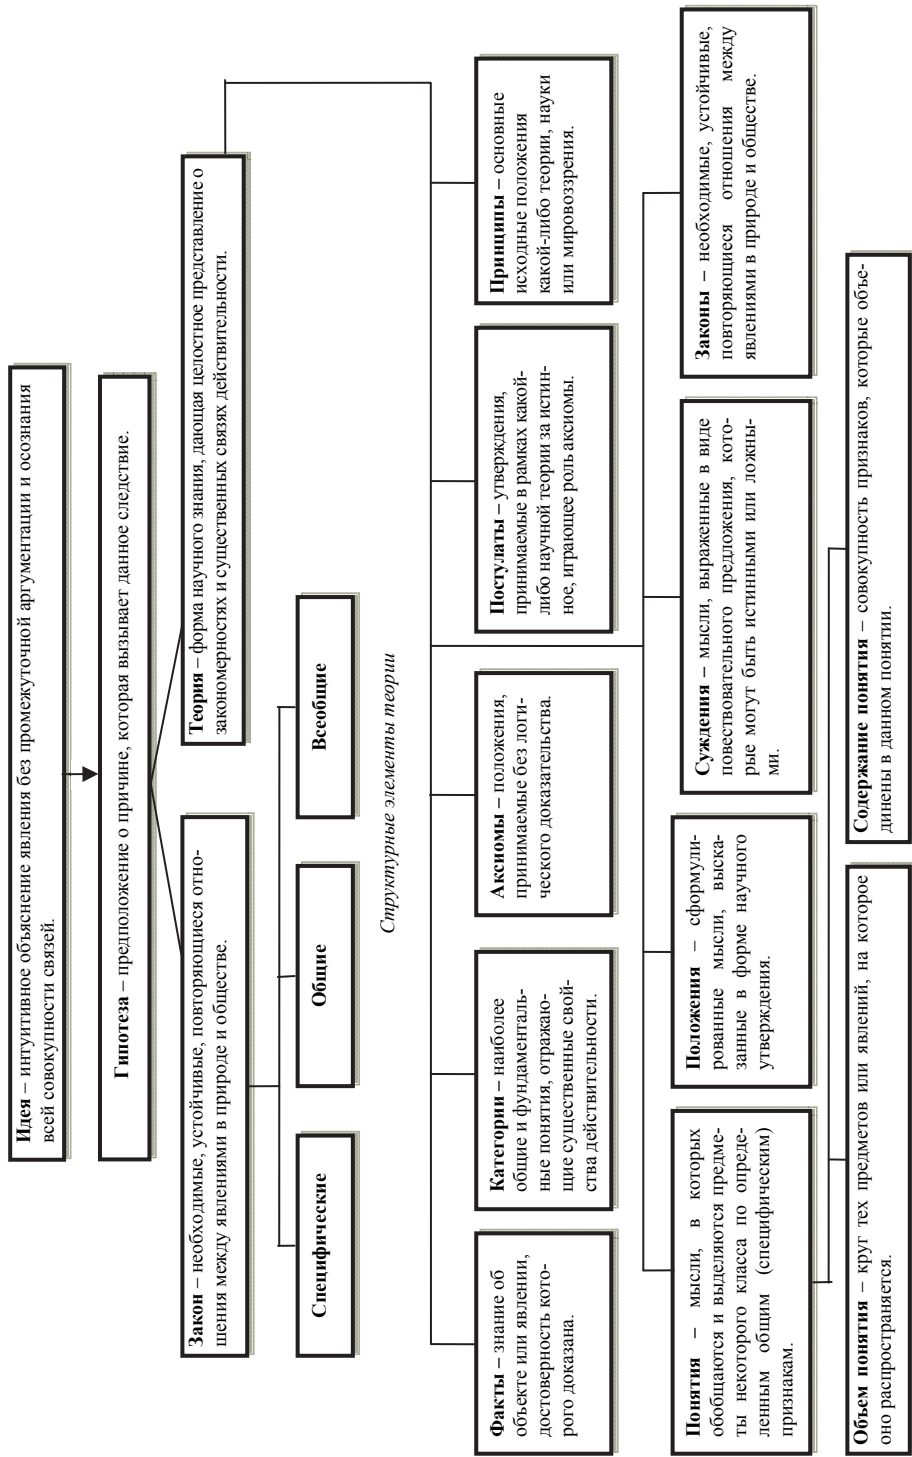 Идея – интуитивное объяснение явления без промежуточной аргументации и осознания
всей совокупности связей.
Гипотеза – предположение о причине, которая вызывает данное следствие.
Закон – необходимые, устойчивые, повторяющиеся отно-
шения между явлениями в природе и обществе.
Теория – форма научного знания, дающая целостное представление о
закономерностях и существенных связях действительности.
Специфические
Общие
Всеобщие
Структурные элементы теории
Факты – знание об
объекте или явлении,
достоверность кото-
рого доказана.
Категории – наиболее
общие и фундаменталь-
ные понятия, отражаю-
щие существенные свой-
ства действительности.
Аксиомы – положения,
принимаемые без логи-
ческого доказательства.
Постулаты – утверждения,
принимаемые в рамках какой-
либо научной теории за истин-
ное, играющее роль аксиомы.
Принципы – основные
исходные положения
какой-либо теории, науки
или мировоззрения.
Понятия – мысли, в которых
обобщаются и выделяются предме-
ты некоторого класса по опреде-
ленным общим (специфическим)
признакам.
Положения – сформули-
рованные мысли, выска-
занные в форме научного
утверждения.
Суждения – мысли, выраженные в виде
повествовательного предложения, кото-
рые могут быть истинными или ложны-
ми.
Законы – необходимые, устойчивые,
повторяющиеся отношения между
явлениями в природе и обществе.
Объем понятия – круг тех предметов или явлений, на которое
оно распространяется.
Содержание понятия – совокупность признаков, которые объе-
динены в данном понятии.